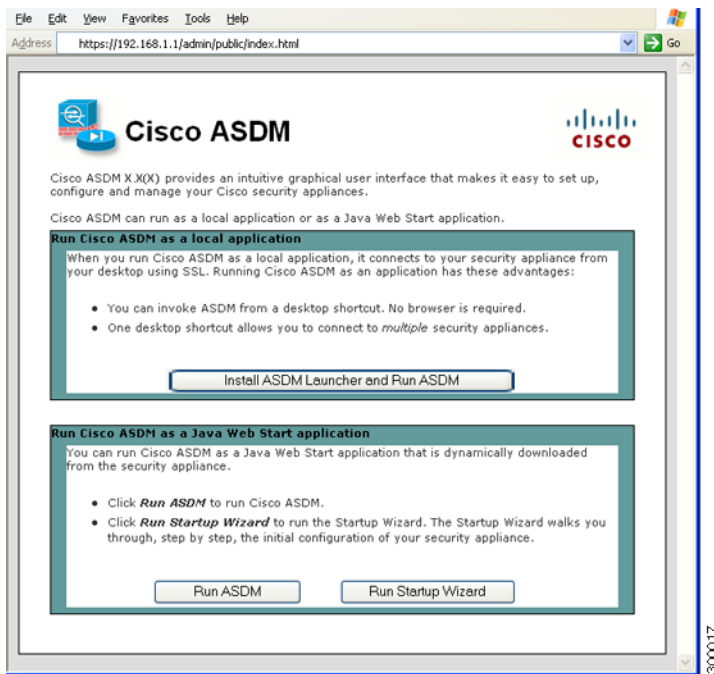 File Edit View Favorites Tools Help
Address https://192.168.1.1/admin/public/index.html Go
Cisco ASDM
CISCO
Cisco ASDM X.X(X) provides an intuitive graphical user interface that makes it easy to set up,
configure and manage your Cisco security appliances.
Cisco ASDM can run as a local application or as a Java Web Start application.
Run Cisco ASDM as a local application
When you run Cisco ASDM as a local application, it connects to your security appliance from
your desktop using SSL. Running Cisco ASDM as an application has these advantages:
• You can invoke ASDM from a desktop shortcut. No browser is required.
• One desktop shortcut allows you to connect to multiple security appliances.
Install ASDM Launcher and Run ASDM
Run Cisco ASDM as a Java Web Start application
You can run Cisco ASDM as a Java Web Start application that is dynamically downloaded
from the security appliance.
• Click Run ASDM to run Cisco ASDM.
• Click Run Startup Wizard to run the Startup Wizard. The Startup Wizard walks you
through, step by step, the initial configuration of your security appliance.
Run ASDM Run Startup Wizard
300017